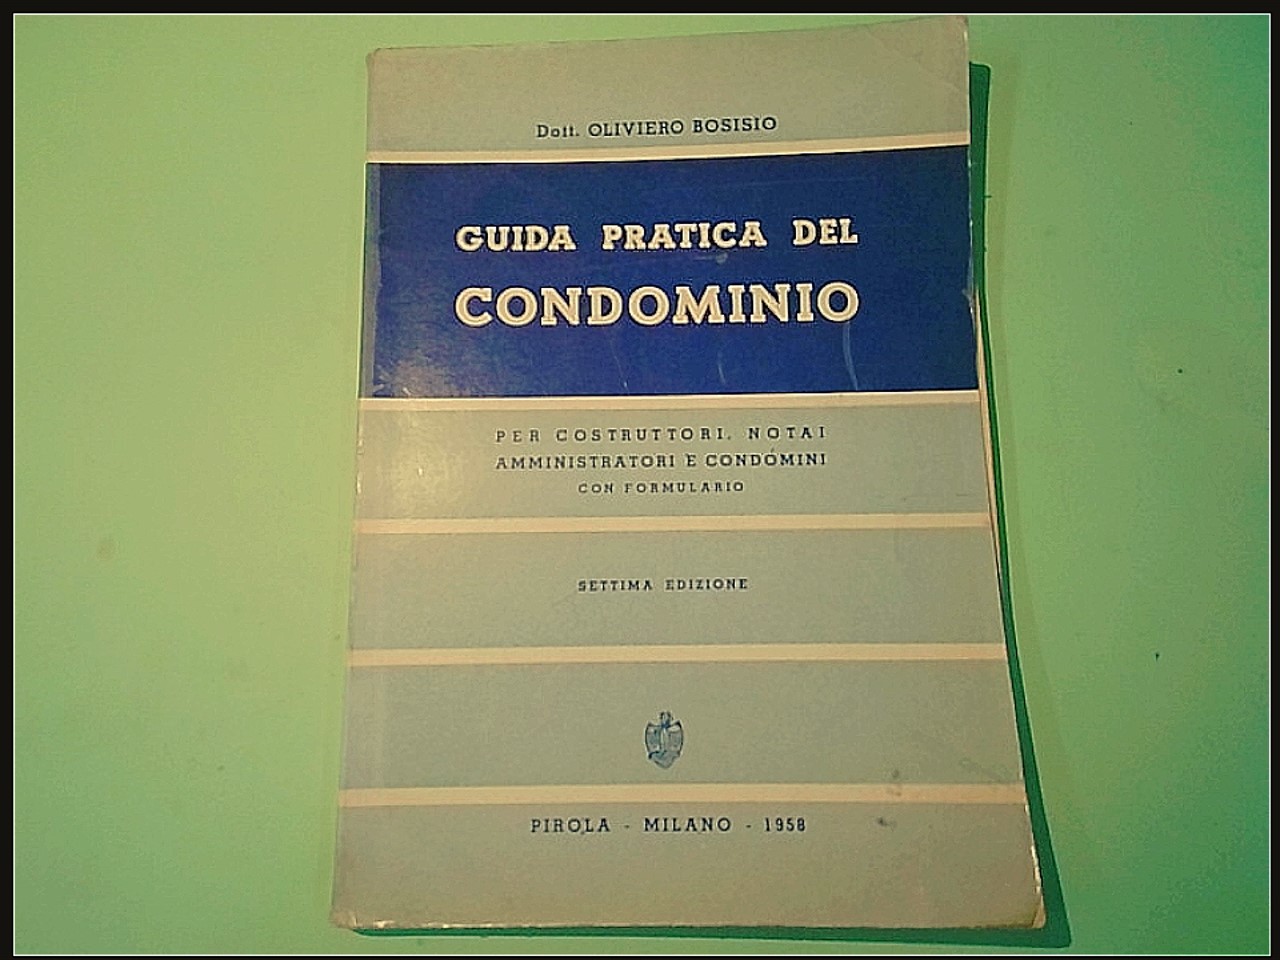 Dott. OLIVIERO BOSISIO
GUIDA PRATICA DEL
CONDOMINIO
PER COSTRUTTORI, NOTAI
AMMINISTRATORI E CONDÓMINI
CON FORMULARIO
SETTIMA EDIZIONE
PIROLA - MILANO - 1958